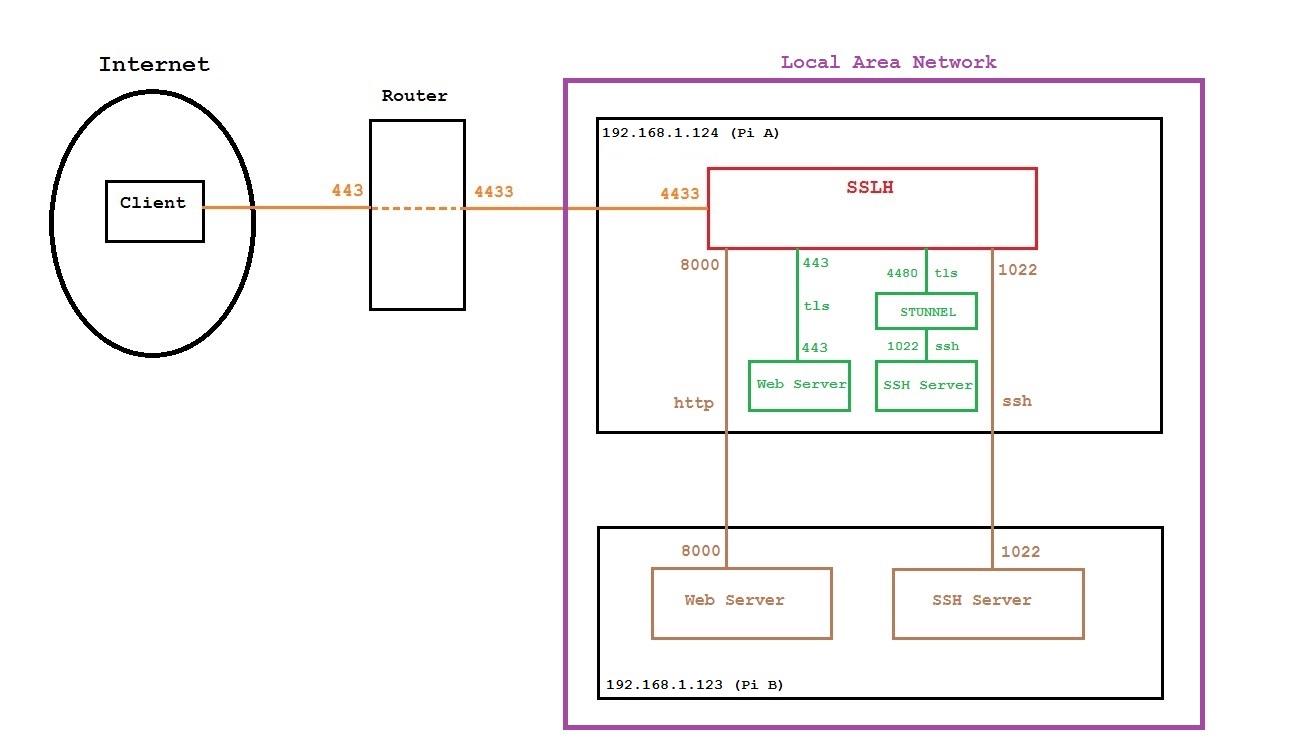 Internet
Local Area Network
Router
192.168.1.124 (Pi A)
Client
443
4433
4433
SSLH
8000
443
4480
tls
1022
tls
STUNNEL
443
1022
ssh
Web Server
SSH Server
http
ssh
8000
1022
Web Server
SSH Server
192.168.1.123 (Pi B)